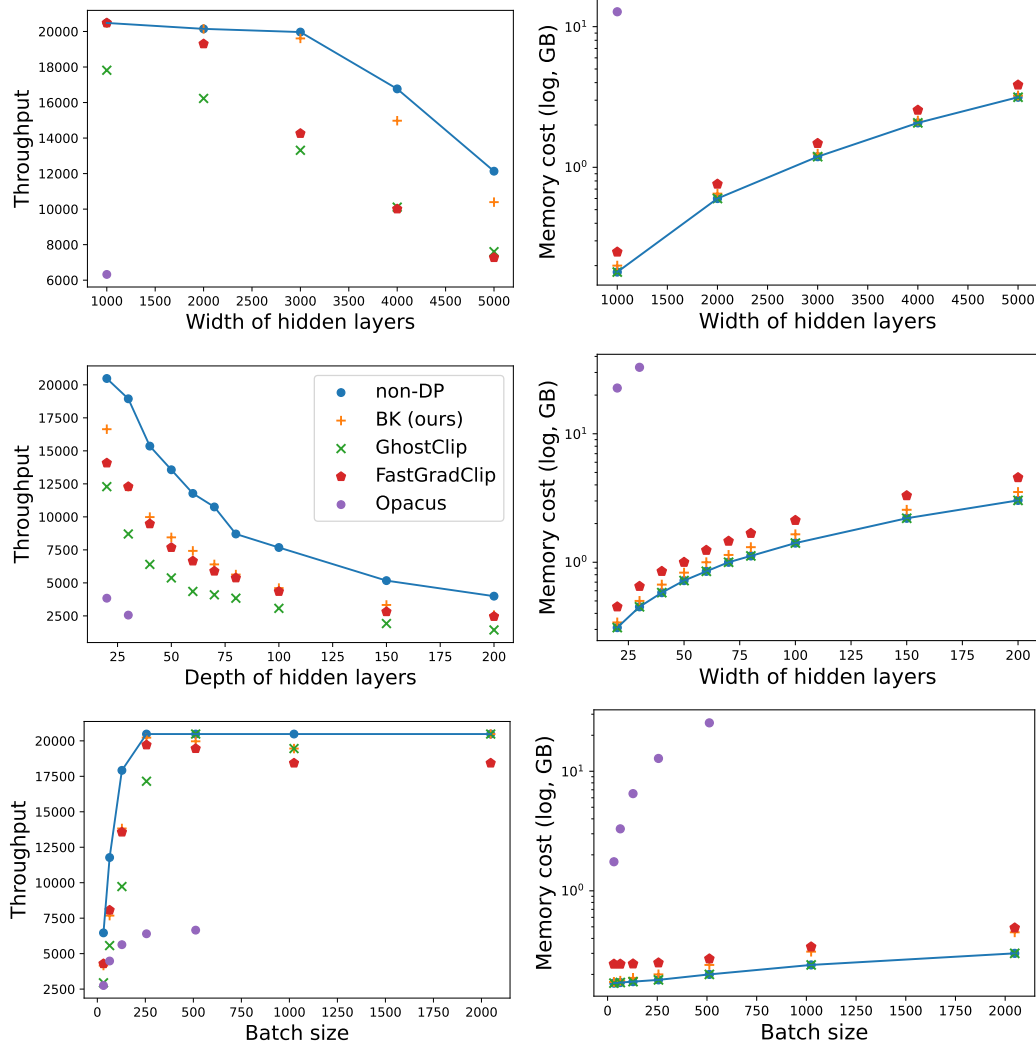 20000
18000
16000
14000
12000
10000
8000
6000
Throughput
1000 1500 2000 2500 3000 3500 4000 4500 5000
Width of hidden layers
10¹
10⁰
Memory cost (log, GB)
1000 1500 2000 2500 3000 3500 4000 4500 5000
Width of hidden layers
20000
17500
15000
12500
10000
7500
5000
2500
Throughput
non-DP
BK (ours)
GhostClip
FastGradClip
Opacus
25 50 75 100 125 150 175 200
Depth of hidden layers
10¹
10⁰
Memory cost (log, GB)
25 50 75 100 125 150 175 200
Width of hidden layers
20000
17500
15000
12500
10000
7500
5000
2500
Throughput
0 250 500 750 1000 1250 1500 1750 2000
Batch size
10¹
10⁰
Memory cost (log, GB)
0 250 500 750 1000 1250 1500 1750 2000
Batch size